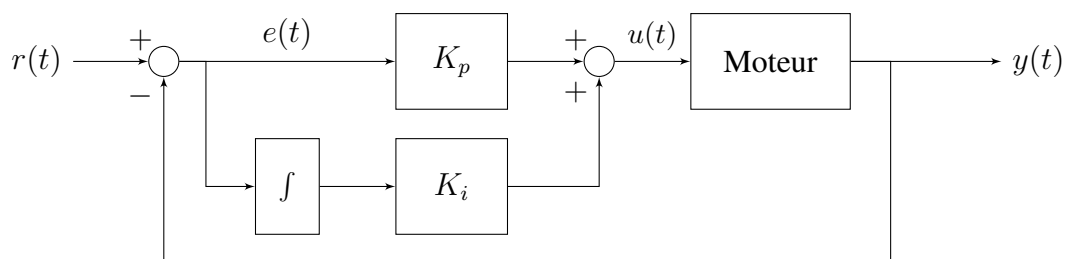 r(t)
+
−
e(t)
K_p
+
+
u(t)
Moteur
y(t)
∫
K_i